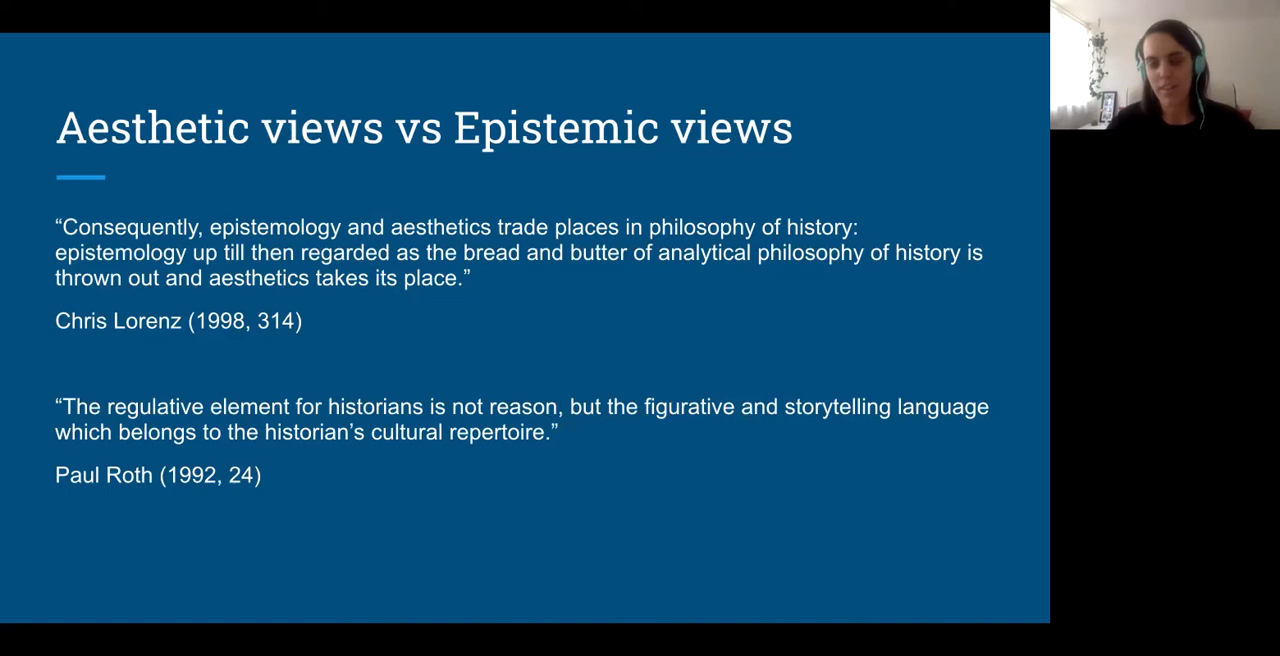 Aesthetic views vs Epistemic views
“Consequently, epistemology and aesthetics trade places in philosophy of history:
epistemology up till then regarded as the bread and butter of analytical philosophy of history is
thrown out and aesthetics takes its place.”
Chris Lorenz (1998, 314)
“The regulative element for historians is not reason, but the figurative and storytelling language
which belongs to the historian’s cultural repertoire.”
Paul Roth (1992, 24)